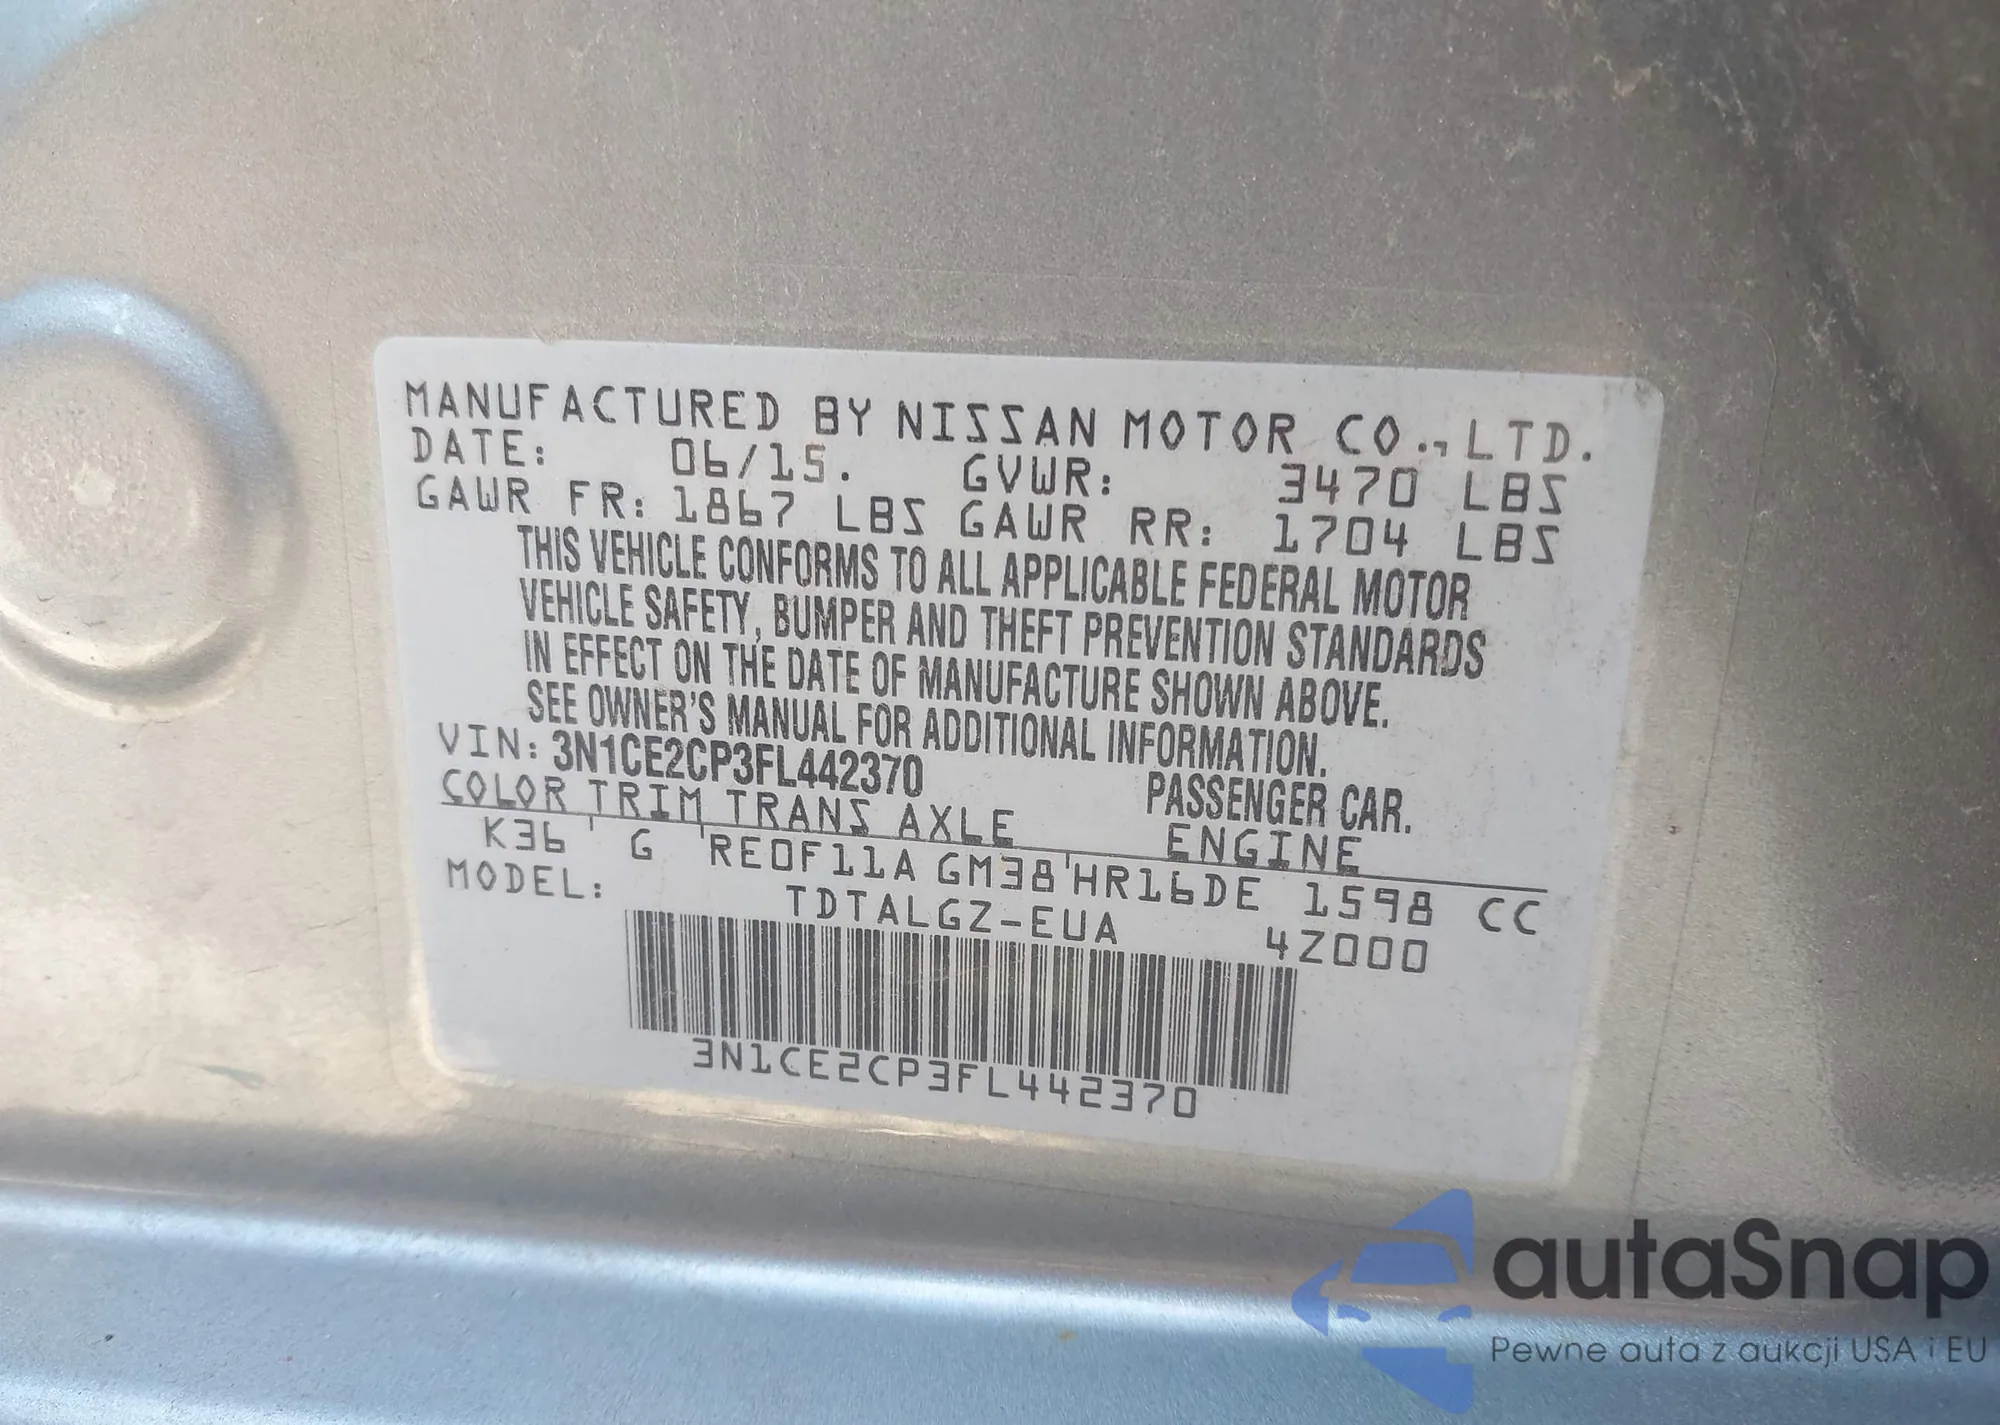 MANUFACTURED BY NISSAN MOTOR CO., LTD.
DATE: 06/15. GVWR: 3470 LBS
GAWR FR: 1867 LBS GAWR RR: 1704 LBS
THIS VEHICLE CONFORMS TO ALL APPLICABLE FEDERAL MOTOR
VEHICLE SAFETY, BUMPER AND THEFT PREVENTION STANDARDS
IN EFFECT ON THE DATE OF MANUFACTURE SHOWN ABOVE.
SEE OWNER'S MANUAL FOR ADDITIONAL INFORMATION.
VIN: 3N1CE2CP3FL442370 PASSENGER CAR.
COLOR TRIM TRANS AXLE ENGINE
K36 G RE0F11A GM38 HR16DE 1598 CC
MODEL: TDTALGZ-EUA 4Z000
3N1CE2CP3FL442370
autaSnap
Pewne auta z aukcji USA i EU